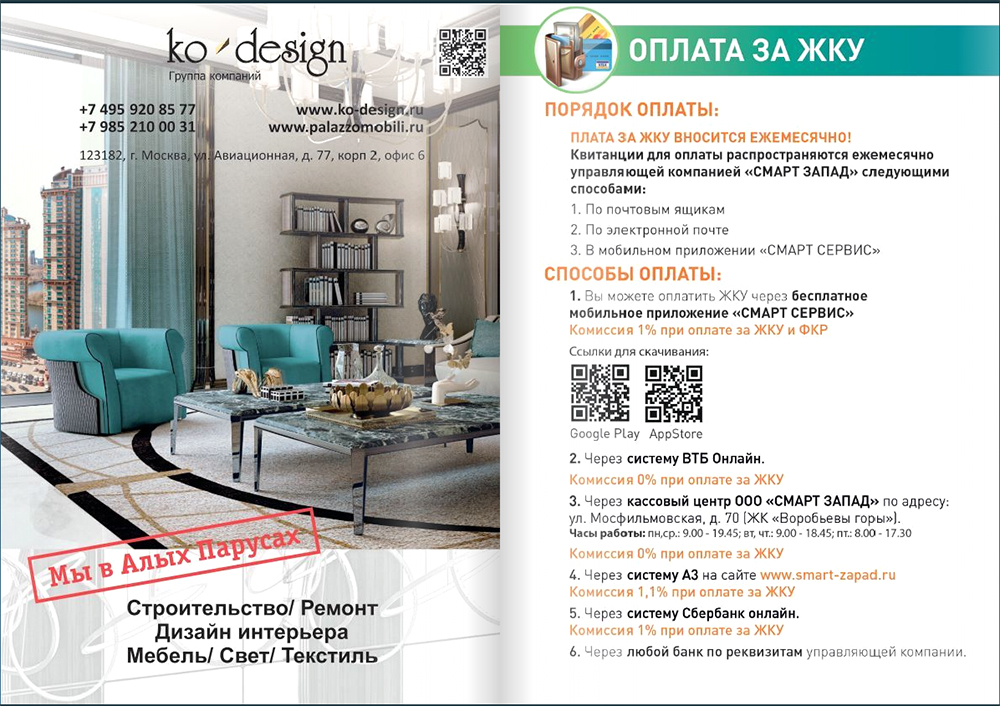 ko design
Группа компаний
+7 495 920 85 77
+7 985 210 00 31
www.ko-design.ru
www.palazzomobili.ru
123182, г. Москва, ул. Авиационная, д. 77, корп 2, офис 6
Мы в Алых Парусах
Строительство/ Ремонт
Дизайн интерьера
Мебель/ Свет/ Текстиль
ОПЛАТА ЗА ЖКУ
ПОРЯДОК ОПЛАТЫ:
ПЛАТА ЗА ЖКУ ВНОСИТСЯ ЕЖЕМЕСЯЧНО!
Квитанции для оплаты распространяются ежемесячно
управляющей компанией «СМАРТ ЗАПАД» следующими
способами:
1. По почтовым ящикам
2. По электронной почте
3. В мобильном приложении «СМАРТ СЕРВИС»
СПОСОБЫ ОПЛАТЫ:
1. Вы можете оплатить ЖКУ через бесплатное
мобильное приложение «СМАРТ СЕРВИС»
Комиссия 1% при оплате за ЖКУ и ФКР
Ссылки для скачивания:
Google Play AppStore
2. Через систему ВТБ Онлайн.
Комиссия 0% при оплате за ЖКУ
3. Через кассовый центр ООО «СМАРТ ЗАПАД» по адресу:
ул. Мосфильмовская, д. 70 (ЖК «Воробьевы горы»).
Часы работы: пн,ср.: 9.00 - 19.45; вт, чт.: 9.00 - 18.45; пт.: 8.00 - 17.30
Комиссия 0% при оплате за ЖКУ
4. Через систему А3 на сайте www.smart-zapad.ru
Комиссия 1,1% при оплате за ЖКУ
5. Через систему Сбербанк онлайн.
Комиссия 1% при оплате за ЖКУ
6. Через любой банк по реквизитам управляющей компании.